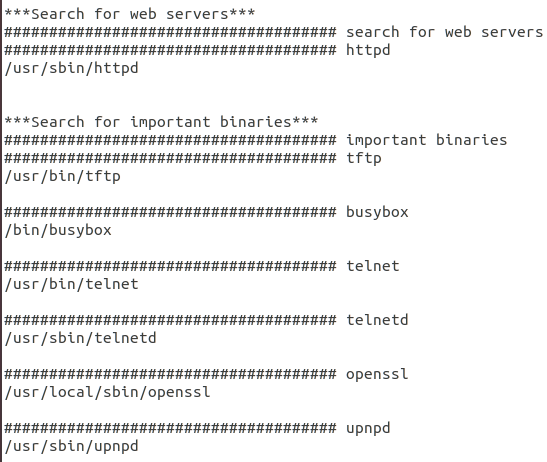 ***Search for web servers***
##################################### search for web servers
##################################### httpd
/usr/sbin/httpd
***Search for important binaries***
##################################### important binaries
##################################### tftp
/usr/bin/tftp
##################################### busybox
/bin/busybox
##################################### telnet
/usr/bin/telnet
##################################### telnetd
/usr/sbin/telnetd
##################################### openssl
/usr/local/sbin/openssl
##################################### upnpd
/usr/sbin/upnpd